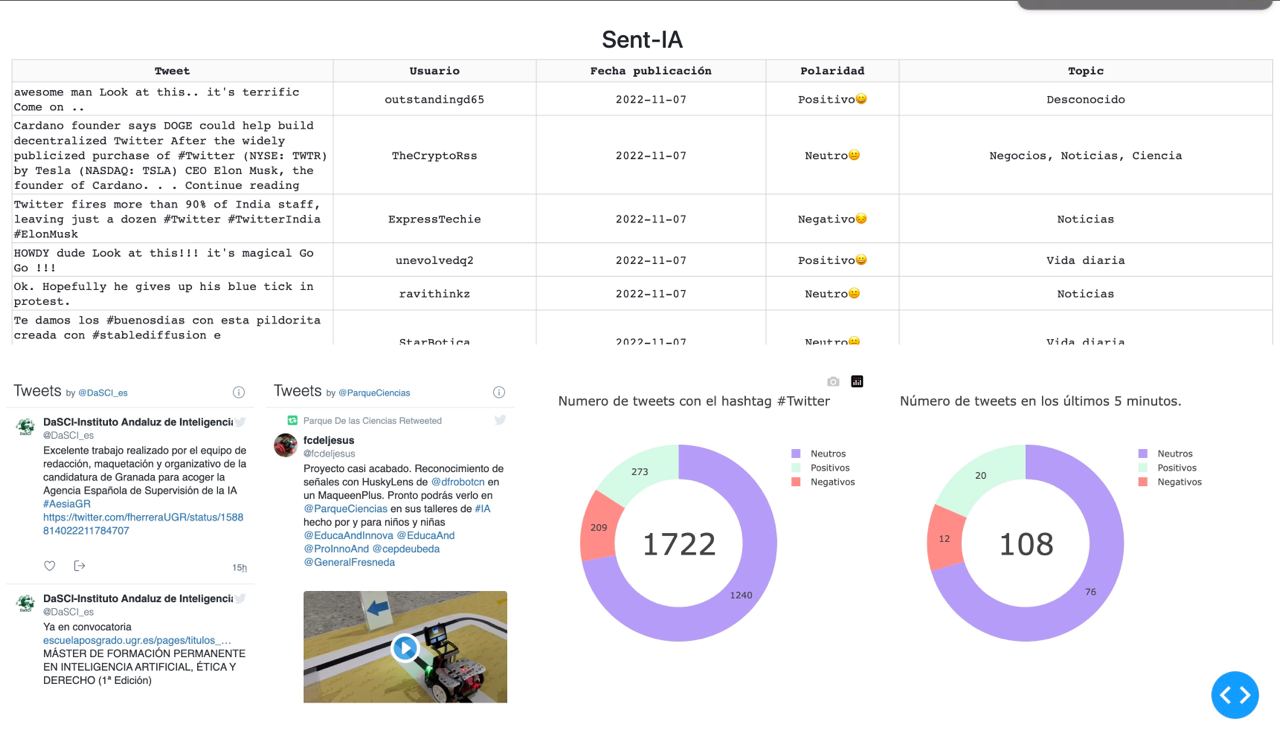 Sent-IA
Tweet Usuario Fecha publicación Polaridad Topic
awesome man Look at this.. it's terrific
Come on ..
outstandingd65 2022-11-07 Positivo😀 Desconocido
Cardano founder says DOGE could help build
decentralized Twitter After the widely
publicized purchase of #Twitter (NYSE: TWTR)
by Tesla (NASDAQ: TSLA) CEO Elon Musk, the
founder of Cardano. . . Continue reading
TheCryptoRss 2022-11-07 Neutro😐 Negocios, Noticias, Ciencia
Twitter fires more than 90% of India staff,
leaving just a dozen #Twitter #TwitterIndia
#ElonMusk
ExpressTechie 2022-11-07 Negativo😔 Noticias
HOWDY dude Look at this!!! it's magical Go
Go !!!
unevolvedq2 2022-11-07 Positivo😀 Vida diaria
Ok. Hopefully he gives up his blue tick in
protest.
ravithinkz 2022-11-07 Neutro😐 Noticias
Te damos los #buenosdias con esta pildorita
creada con #stablediffusion e
StarBotica 2022-11-07 Neutro😐 Vida diaria
Tweets by @DaSCI_es
DaSCI-Instituto Andaluz de Inteligencia
@DaSCI_es
Excelente trabajo realizado por el equipo de
redacción, maquetación y organizativo de la
candidatura de Granada para acoger la
Agencia Española de Supervisión de la IA
#AesiaGR
https://twitter.com/fherreraUGR/status/1588
814022211784707
15h
DaSCI-Instituto Andaluz de Inteligencia
@DaSCI_es
Ya en convocatoria
escuelaposgrado.ugr.es/pages/titulos_…
MÁSTER DE FORMACIÓN PERMANENTE
EN INTELIGENCIA ARTIFICIAL, ÉTICA Y
DERECHO (1ª Edición)
Tweets by @ParqueCiencias
Parque De las Ciencias Retweeted
fcdeljesus
@fcdeljesus
Proyecto casi acabado. Reconocimiento de
señales con HuskyLens de @dfrobotcn en
un MaqueenPlus. Pronto podrás verlo en
@ParqueCiencias en sus talleres de #IA
hecho por y para niños y niñas
@EducaAndInnova @EducaAnd
@ProInnoAnd @cepdeubeda
@GeneralFresneda
Numero de tweets con el hashtag #Twitter
273
209
1722
1240
Neutros
Positivos
Negativos
Número de tweets en los últimos 5 minutos.
20
12
108
76
Neutros
Positivos
Negativos